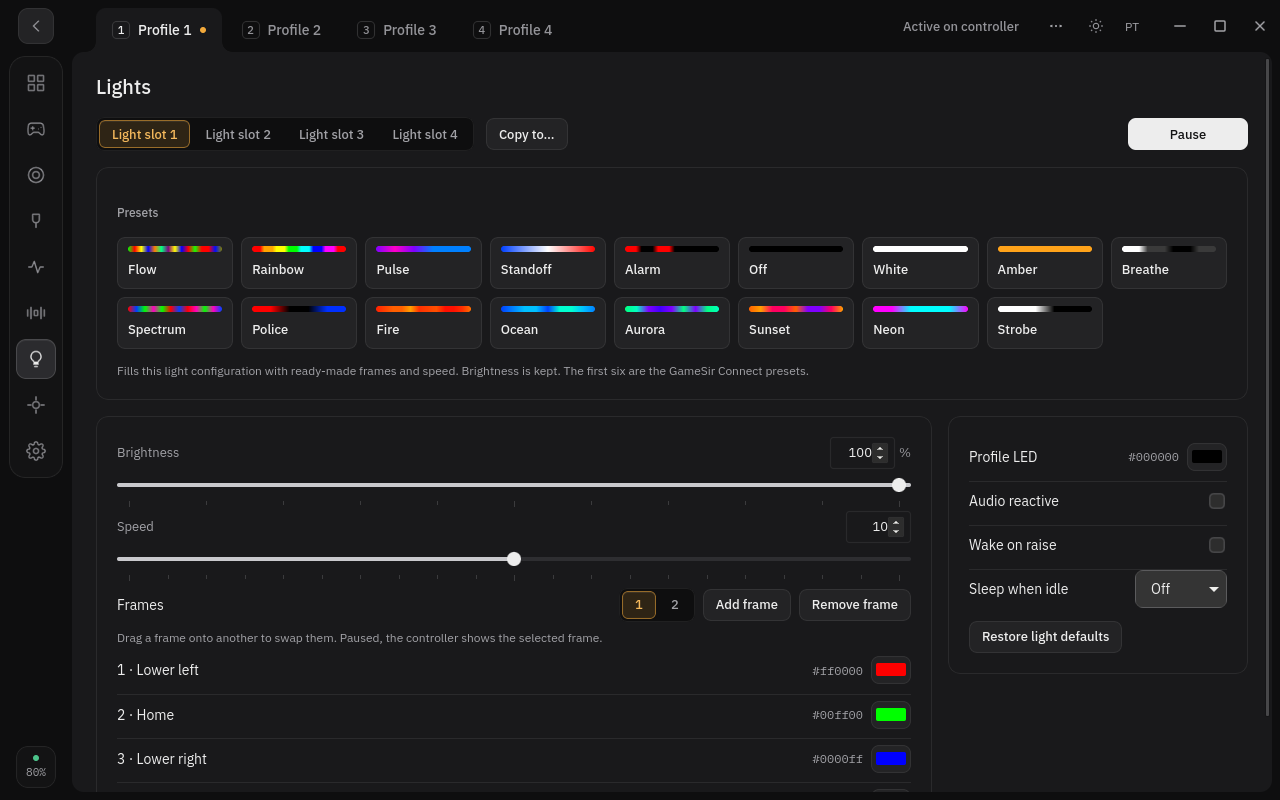 1 Profile 1
2 Profile 2
3 Profile 3
4 Profile 4
Active on controller
PT
Lights
Light slot 1
Light slot 2
Light slot 3
Light slot 4
Copy to...
Pause
Presets
Flow
Rainbow
Pulse
Standoff
Alarm
Off
White
Amber
Breathe
Spectrum
Police
Fire
Ocean
Aurora
Sunset
Neon
Strobe
Fills this light configuration with ready-made frames and speed. Brightness is kept. The first six are the GameSir Connect presets.
Brightness
100 %
Speed
10
Frames
1
2
Add frame
Remove frame
Drag a frame onto another to swap them. Paused, the controller shows the selected frame.
1 · Lower left
#ff0000
2 · Home
#00ff00
3 · Lower right
#0000ff
Profile LED
#000000
Audio reactive
Wake on raise
Sleep when idle
Off
Restore light defaults
80%